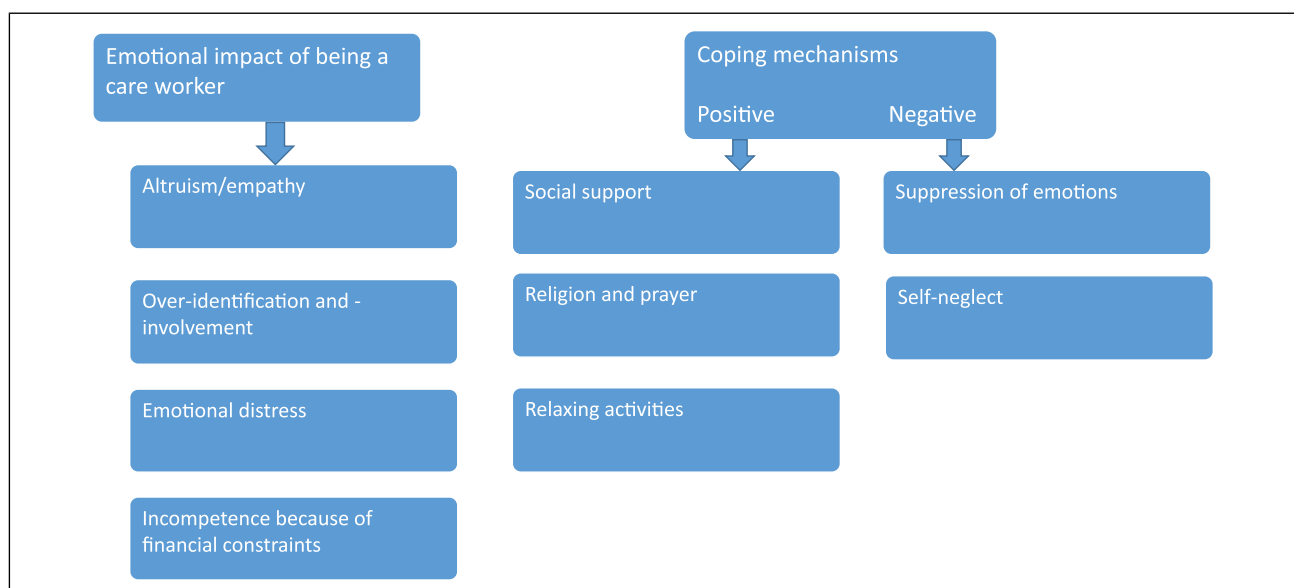 Emotional impact of being a
care worker
Altruism/empathy
Over-identification and -
involvement
Emotional distress
Incompetence because of
financial constraints
Coping mechanisms
Positive Negative
Social support
Religion and prayer
Relaxing activities
Suppression of emotions
Self-neglect